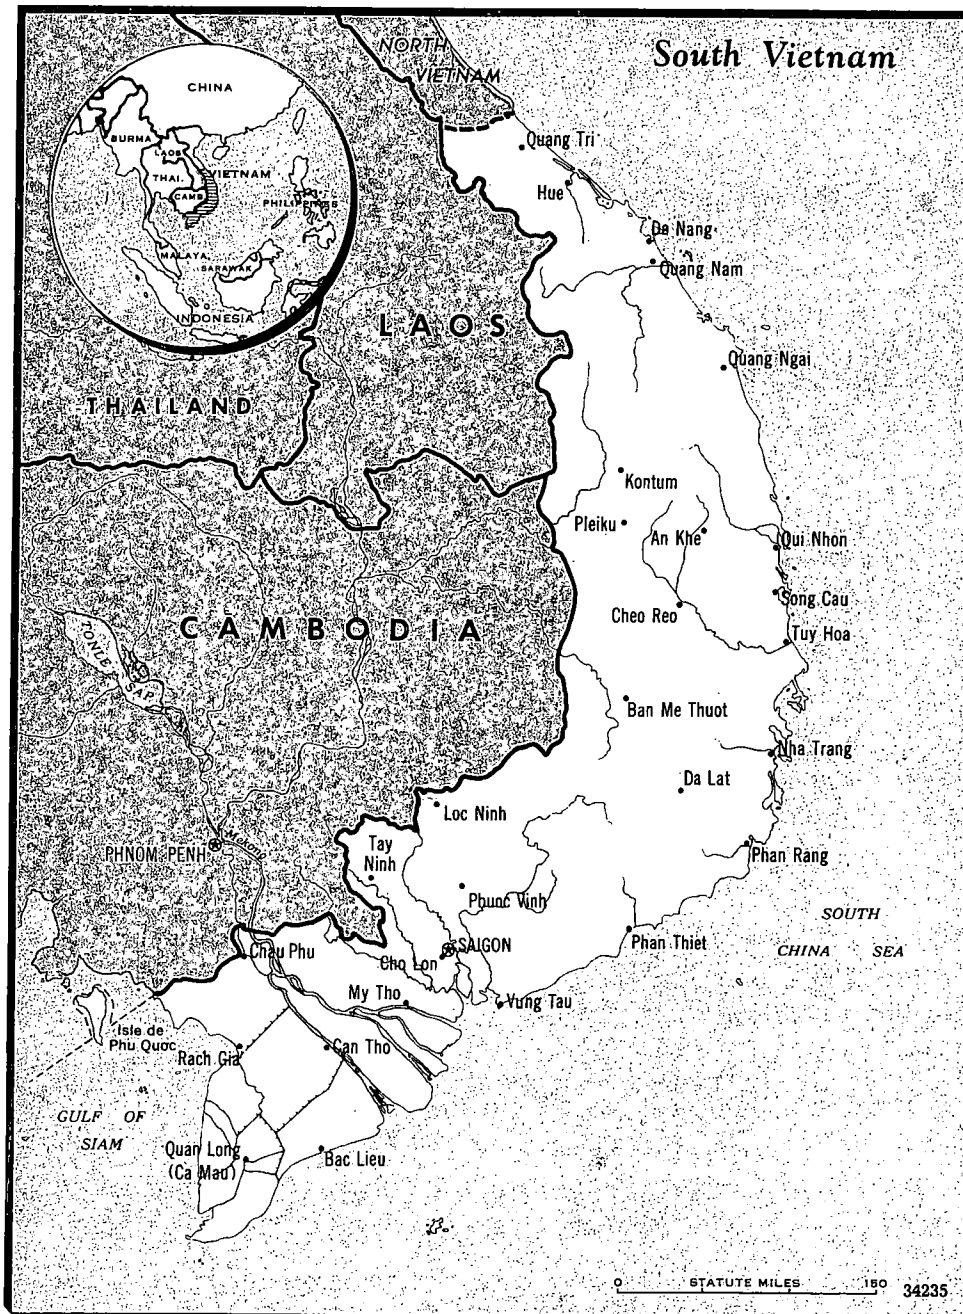 South Vietnam
NORTH
VIETNAM
CHINA
BURMA
LAOS
THAI.
VIETNAM
CAMB.
PHILIPPINES
MALAYA
SARAWAK
INDONESIA
Quang Tri
Hue
Da Nang
Quang Nam
LAOS
Quang Ngai
THAILAND
Kontum
Pleiku
An Khe
Qui Nhon
Song Cau
Cheo Reo
CAMBODIA
Tuy Hoa
TONLE
SAP
Ban Me Thuot
Nha Trang
Da Lat
Loc Ninh
Tay
Ninh
PHNOM PENH
Mekong
Phan Rang
Phuoc Vinh
SOUTH
CHINA SEA
Phan Thiet
SAIGON
Cho Lon
Chau Phu
My Tho
Vung Tau
Isle de
Phu Quoc
Rach Gia
Can Tho
GULF OF
SIAM
Quan Long
(Ca Mau)
Bac Lieu
0 STATUTE MILES 150
34235